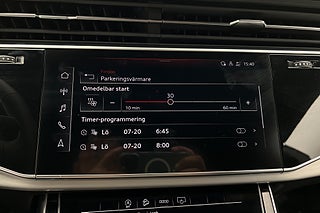 15:40
Parkeringsvärmare
Omedelbar start
30
10 min
60 min
Timer-programmering
Lö 07-20 6:45
Lö 07-20 8:00